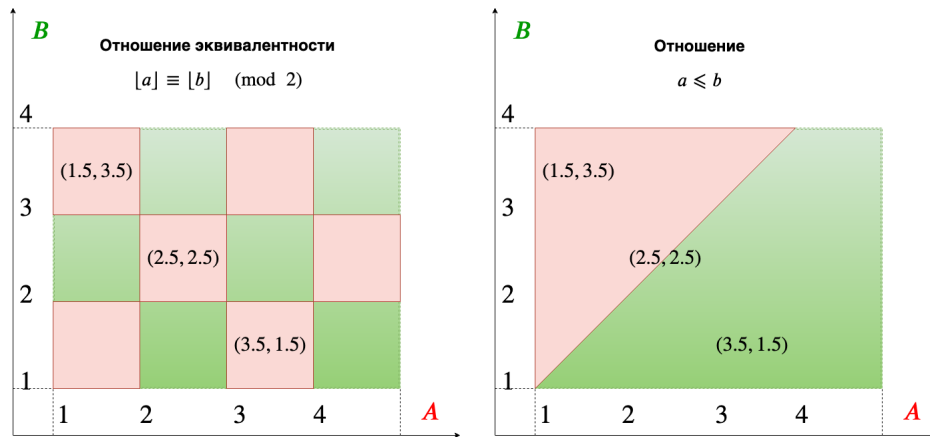 B
Отношение эквивалентности
⌊a⌋ ≡ ⌊b⌋ (mod 2)
4
(1.5, 3.5)
3
(2.5, 2.5)
2
(3.5, 1.5)
1
1 2 3 4 A
B
Отношение
a ⩽ b
4
(1.5, 3.5)
3
(2.5, 2.5)
2
(3.5, 1.5)
1
1 2 3 4 A